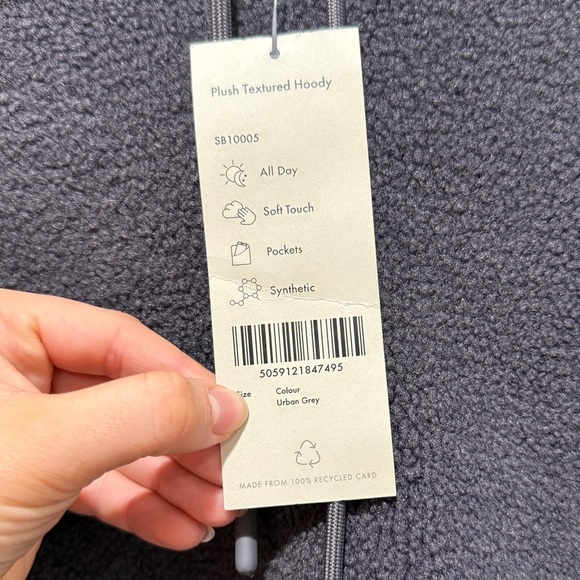 Plush Textured Hoody
SB10005
All Day
Soft Touch
Pockets
Synthetic
5059121847495
Colour
Urban Grey
MADE FROM 100% RECYCLED CARD